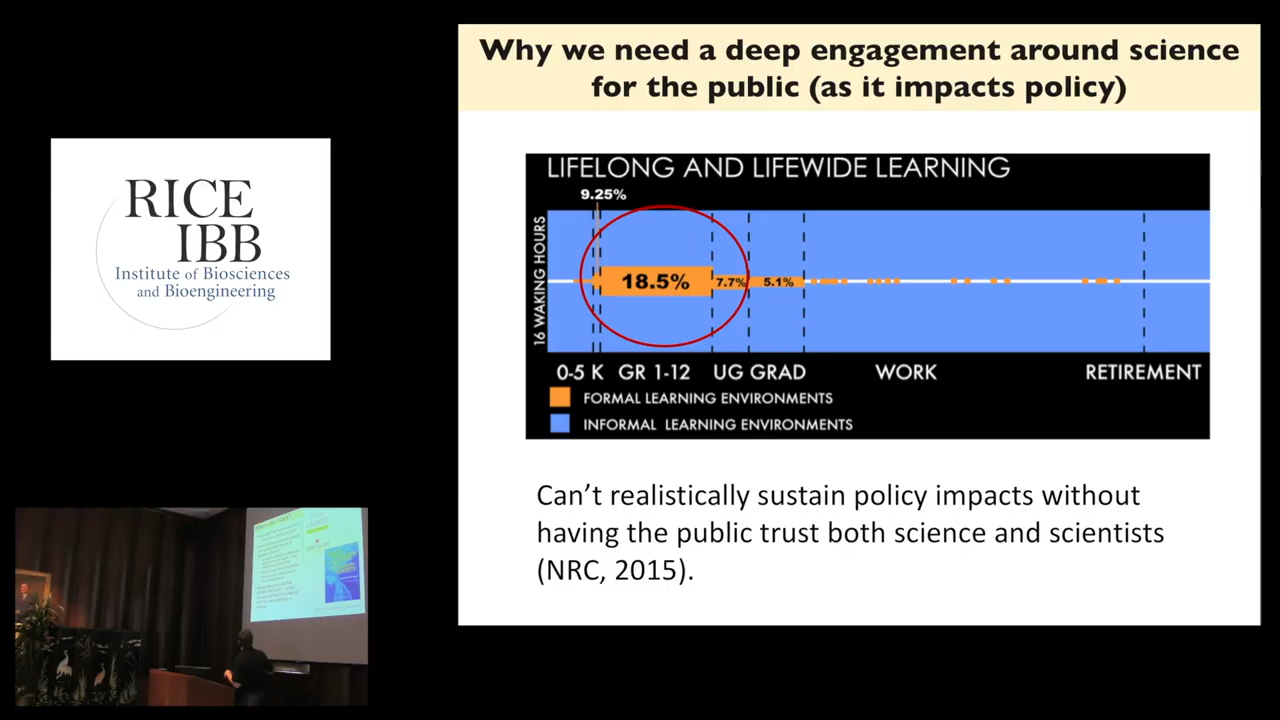 Why we need a deep engagement around science
for the public (as it impacts policy)
RICE
IBB
Institute of Biosciences
and Bioengineering
LIFELONG AND LIFEWIDE LEARNING
9.25%
16 WAKING HOURS
18.5%
7.7%
5.1%
0-5 K GR 1-12 UG GRAD WORK RETIREMENT
FORMAL LEARNING ENVIRONMENTS
INFORMAL LEARNING ENVIRONMENTS
Can't realistically sustain policy impacts without
having the public trust both science and scientists
(NRC, 2015).